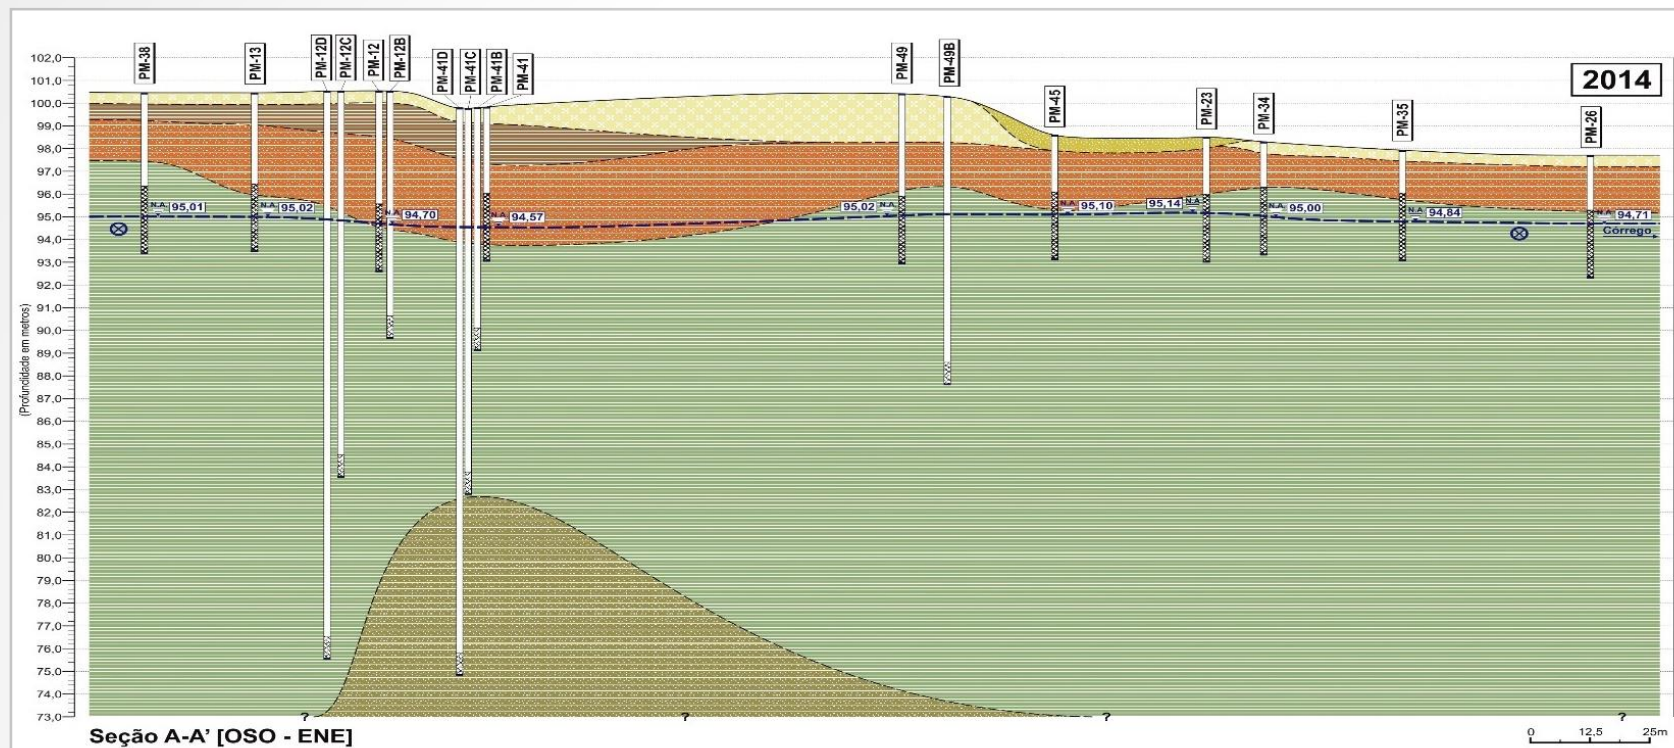 PM-38
PM-13
PM-12D
PM-12C
PM-12
PM-12B
PM-41D
PM-41C
PM-41B
PM-41
PM-49
PM-49B
PM-45
PM-23
PM-34
PM-35
PM-26
2014
102,0
101,0
100,0
99,0
98,0
97,0
96,0
95,0
94,0
93,0
92,0
91,0
90,0
89,0
88,0
87,0
86,0
85,0
84,0
83,0
82,0
81,0
80,0
79,0
78,0
77,0
76,0
75,0
74,0
73,0
(Profundidade em metros)
N.A. 95,01
N.A. 95,02
N.A. 94,70
N.A. 94,57
95,02 N.A.
N.A. 95,10
95,14 N.A.
N.A. 95,00
N.A. 94,84
N.A. 94,71
Córrego
? ? ? ?
Seção A-A' [OSO - ENE]
0 12,5 25m